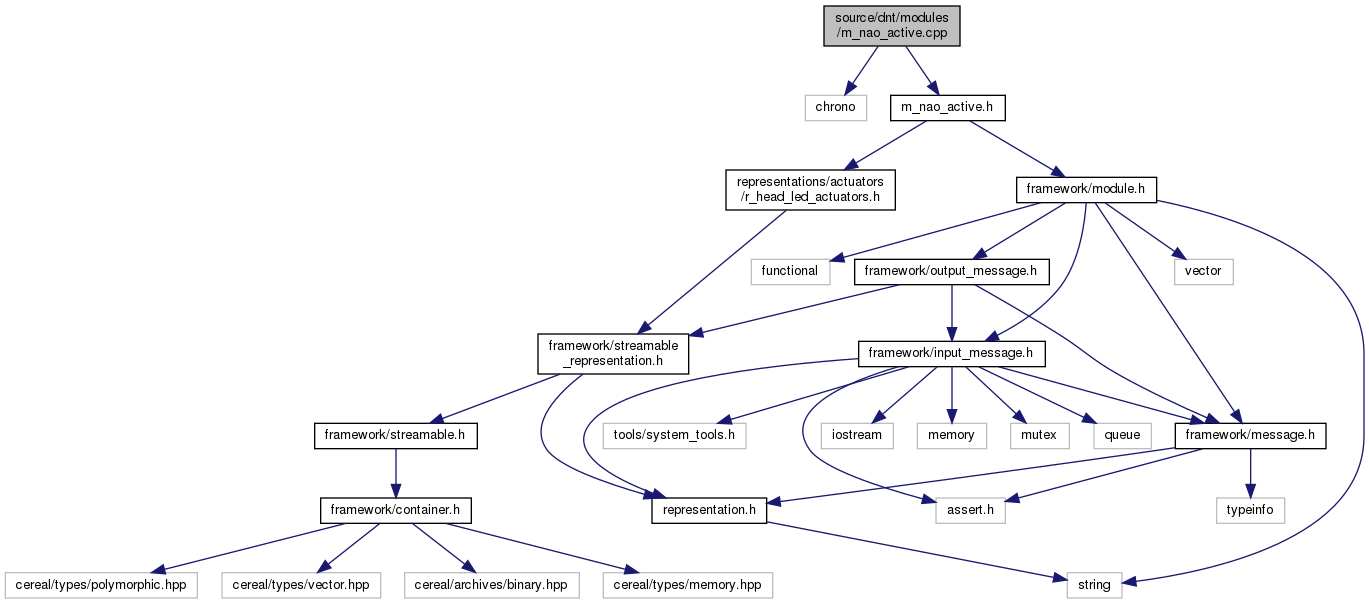 source/dnt/modules
/m_nao_active.cpp
chrono
m_nao_active.h
representations/actuators
/r_head_led_actuators.h
framework/module.h
functional
framework/output_message.h
vector
framework/streamable
_representation.h
framework/input_message.h
framework/streamable.h
tools/system_tools.h
iostream
memory
mutex
queue
framework/message.h
framework/container.h
representation.h
assert.h
typeinfo
cereal/types/polymorphic.hpp
cereal/types/vector.hpp
cereal/archives/binary.hpp
cereal/types/memory.hpp
string